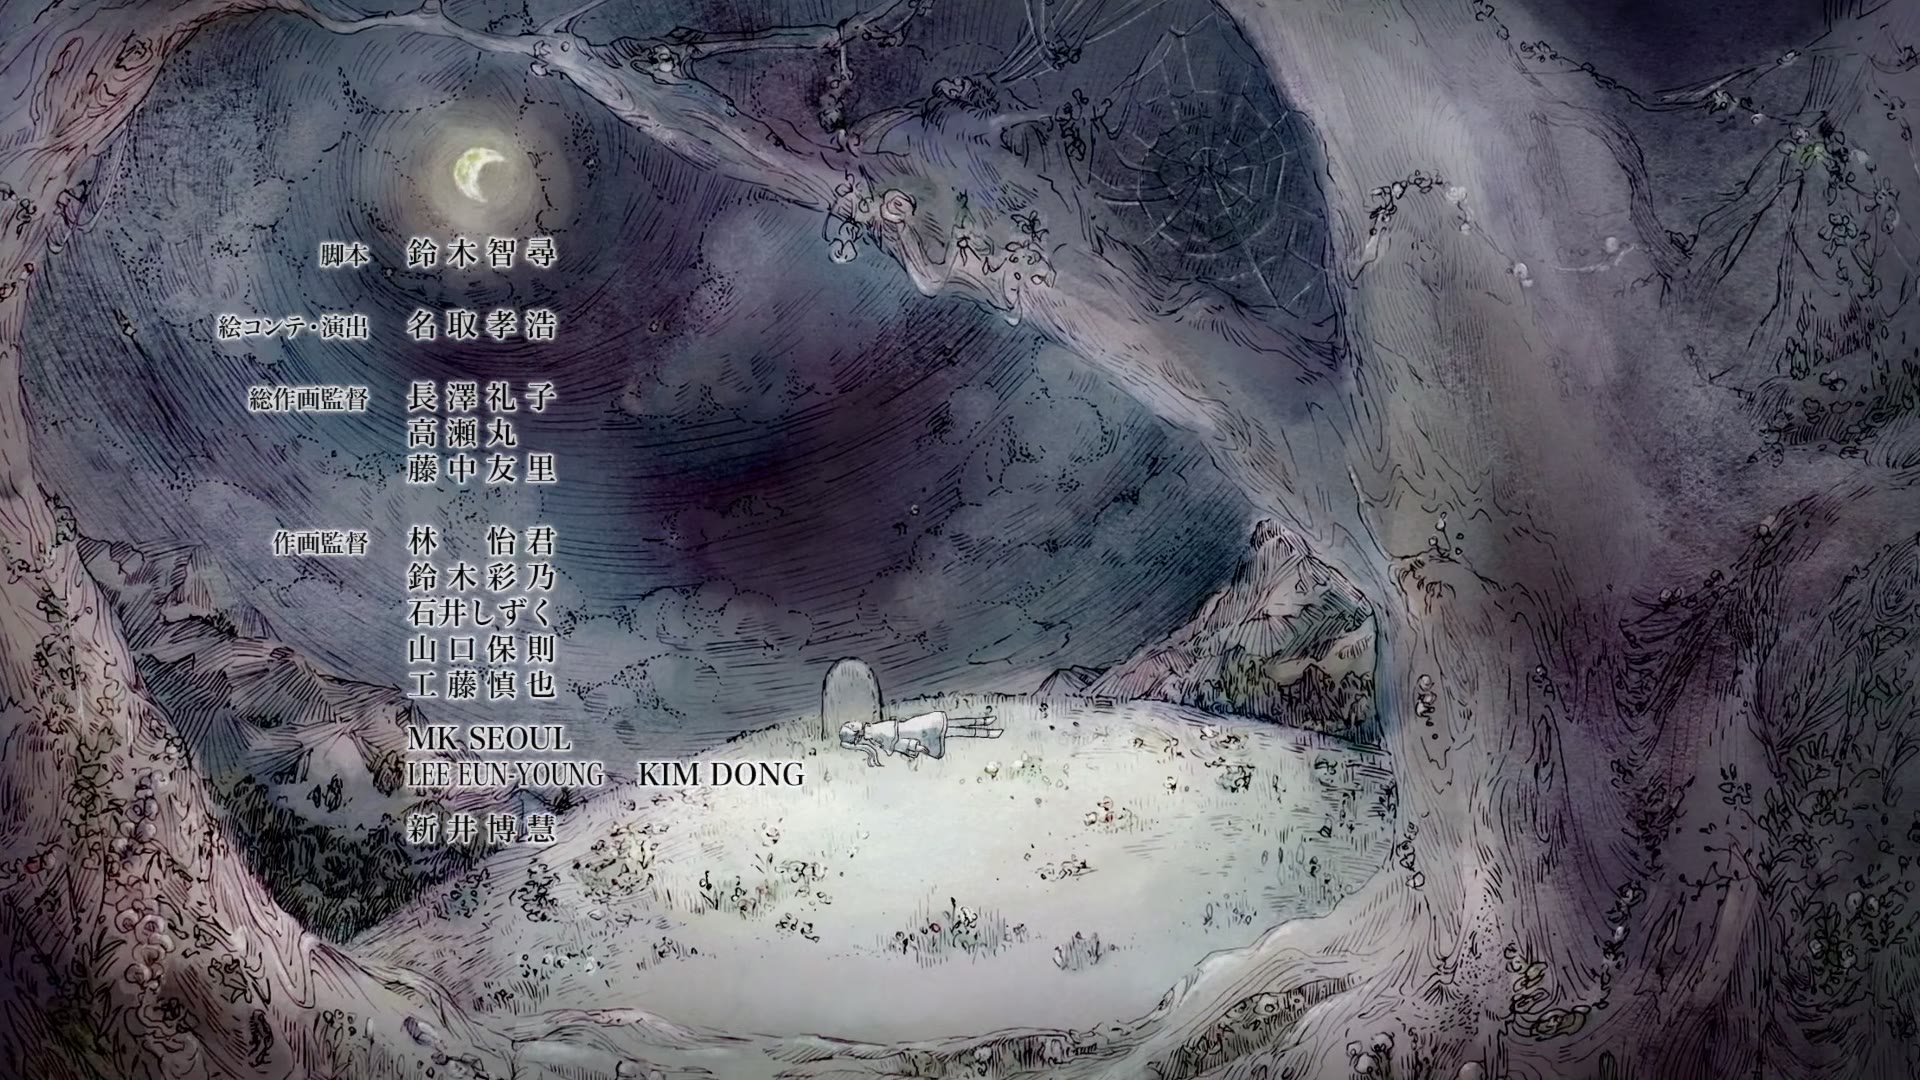 脚本 鈴木智尋
絵コンテ・演出 名取孝浩
総作画監督 長澤礼子
高瀬丸
藤中友里
作画監督 林 怡君
鈴木彩乃
石井しずく
山口保則
工藤慎也
MK SEOUL
LEE EUN-YOUNG KIM DONG
新井博慧